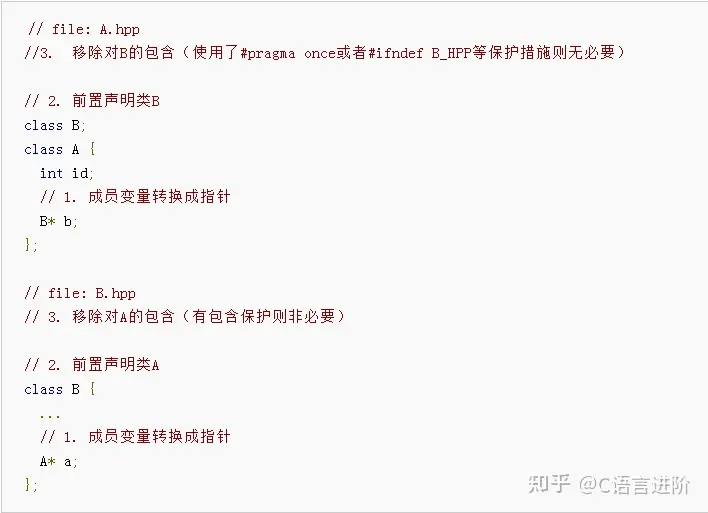 // file: A.hpp
//3. 移除对B的包含（使用了#pragma once或者#ifndef B_HPP等保护措施则无必要）
// 2. 前置声明类B
class B;
class A {
int id;
// 1. 成员变量转换成指针
B* b;
};
// file: B.hpp
// 3. 移除对A的包含（有包含保护则非必要）
// 2. 前置声明类A
class B {
...
// 1. 成员变量转换成指针
A* a;
};
知乎 @C语言进阶